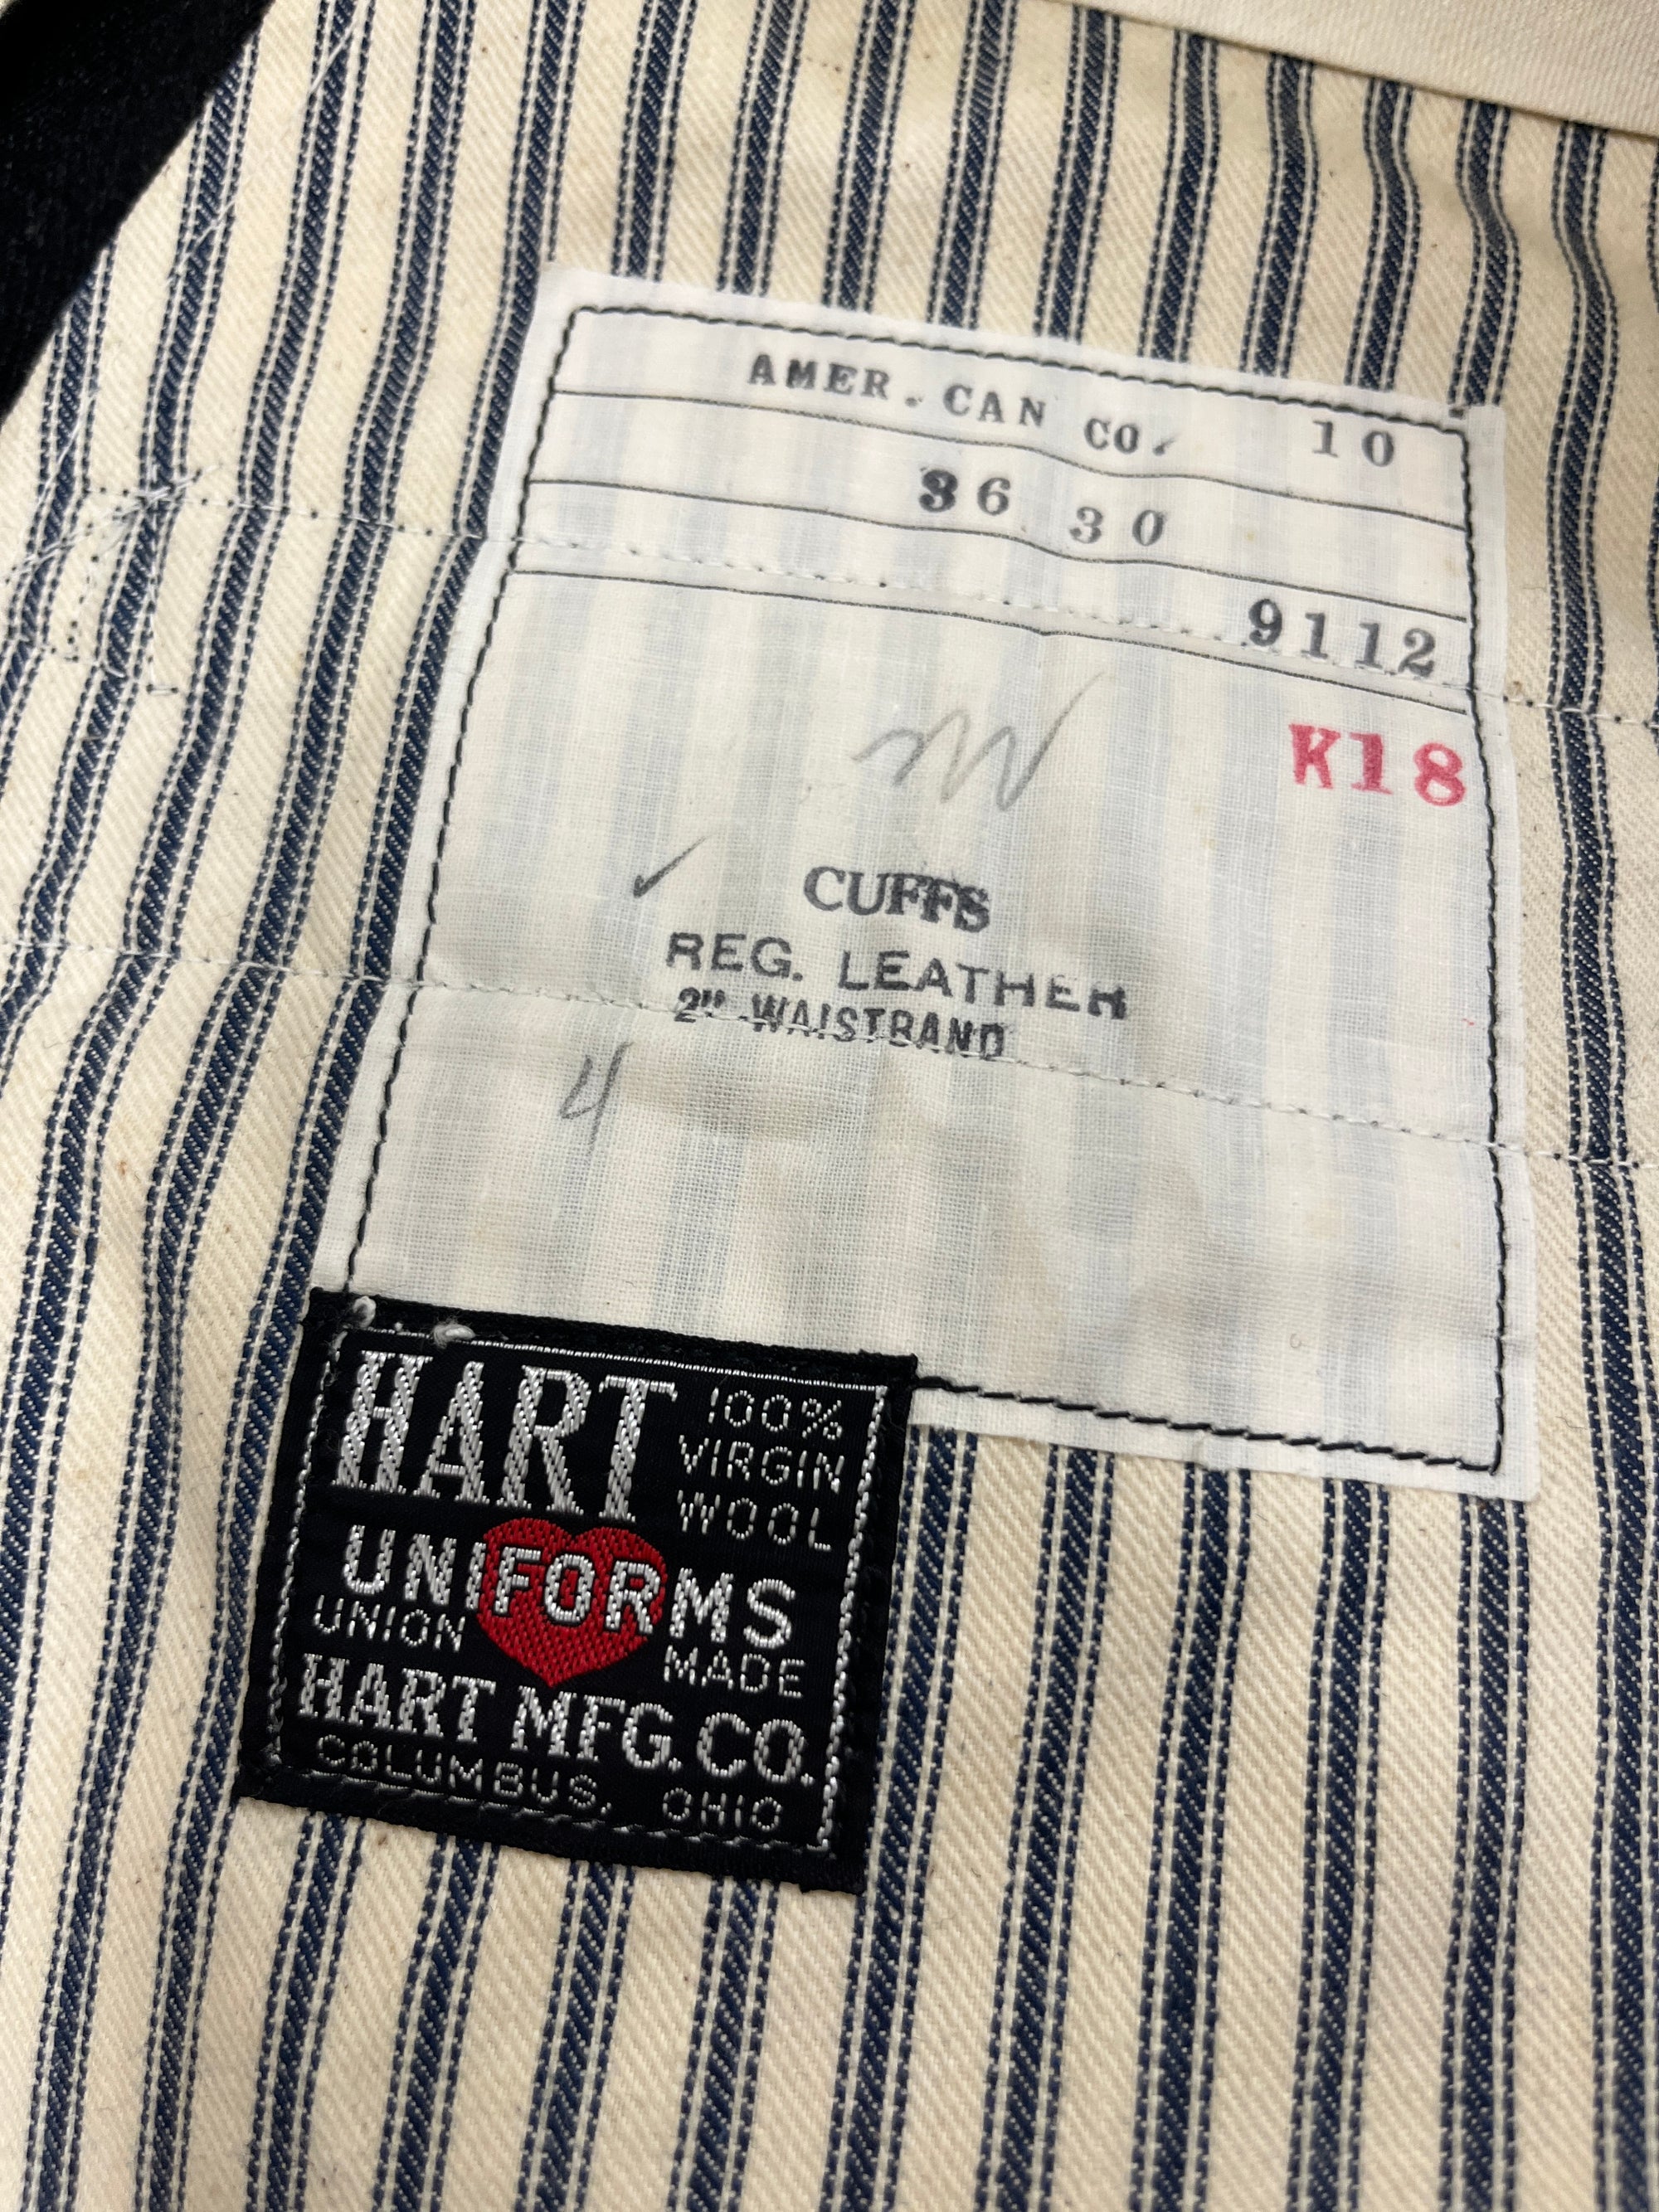 AMER. CAN CO. 10
36 30
9112
K18
CUFFS
REG. LEATHER
2" WAISTBAND
4
HART 100%
VIRGIN
WOOL
UNIFORMS
UNION MADE
HART MFG. CO.
COLUMBUS, OHIO